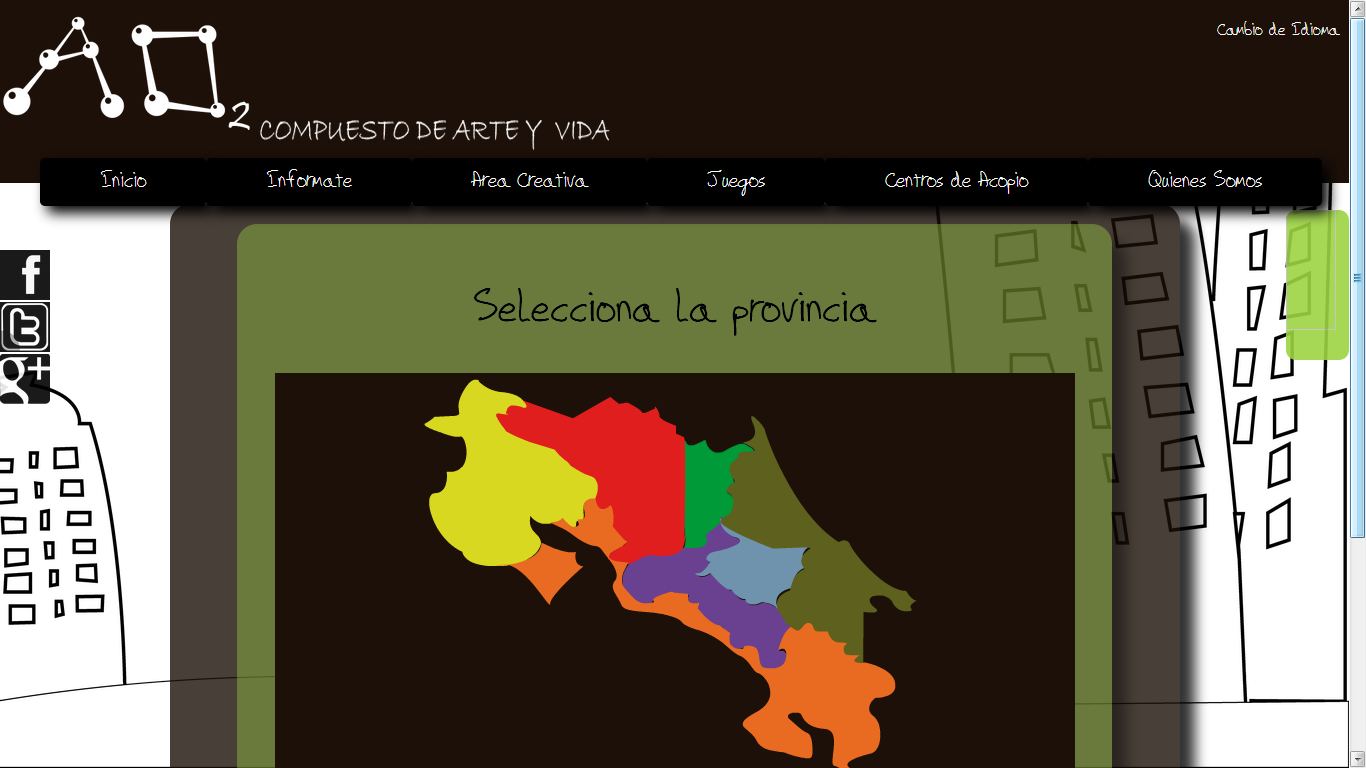 Cambio de Idioma
AO2 COMPUESTO DE ARTE Y VIDA
Inicio Informate Area Creativa Juegos Centros de Acopio Quienes Somos
f
t
g+
Selecciona la provincia